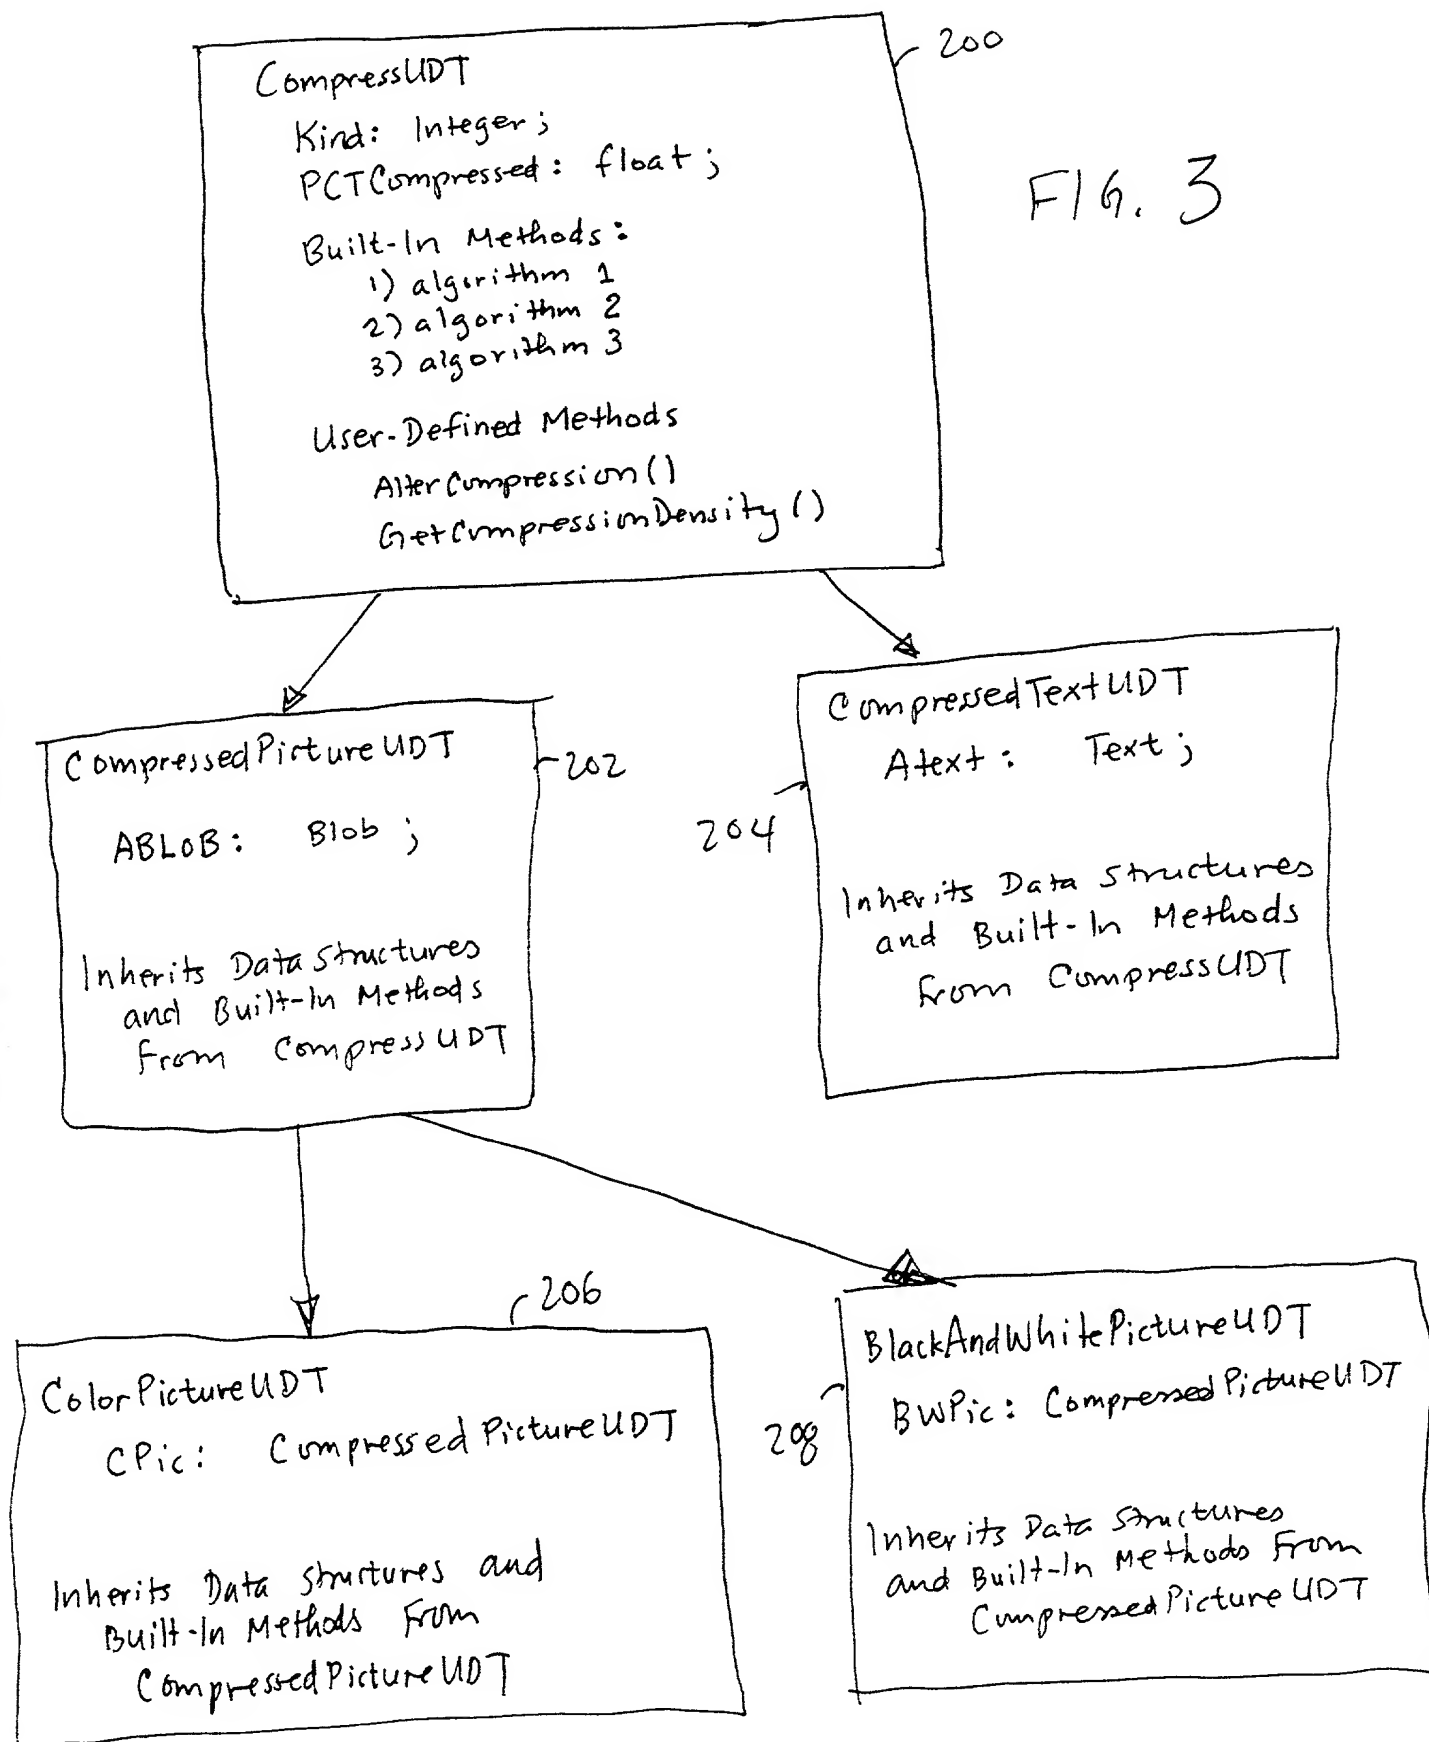 200
CompressUDT
Kind: Integer;
PCTCompressed: float;
FIG. 3
Built-In Methods:
1) algorithm 1
2) algorithm 2
3) algorithm 3
User-Defined Methods
AlterCompression()
GetCompressionDensity()
CompressedPictureUDT
202
ABLOB: Blob;
Inherits Data Structures
and Built-In Methods
From CompressUDT
CompressedTextUDT
Atext: Text;
204
Inherits Data Structures
and Built-In Methods
From CompressUDT
206
ColorPictureUDT
CPic: CompressedPictureUDT
Inherits Data Structures and
Built-In Methods From
CompressedPictureUDT
BlackAndWhitePictureUDT
BWPic: CompressedPictureUDT
208
Inherits Data Structures
and Built-In Methods From
CompressedPictureUDT